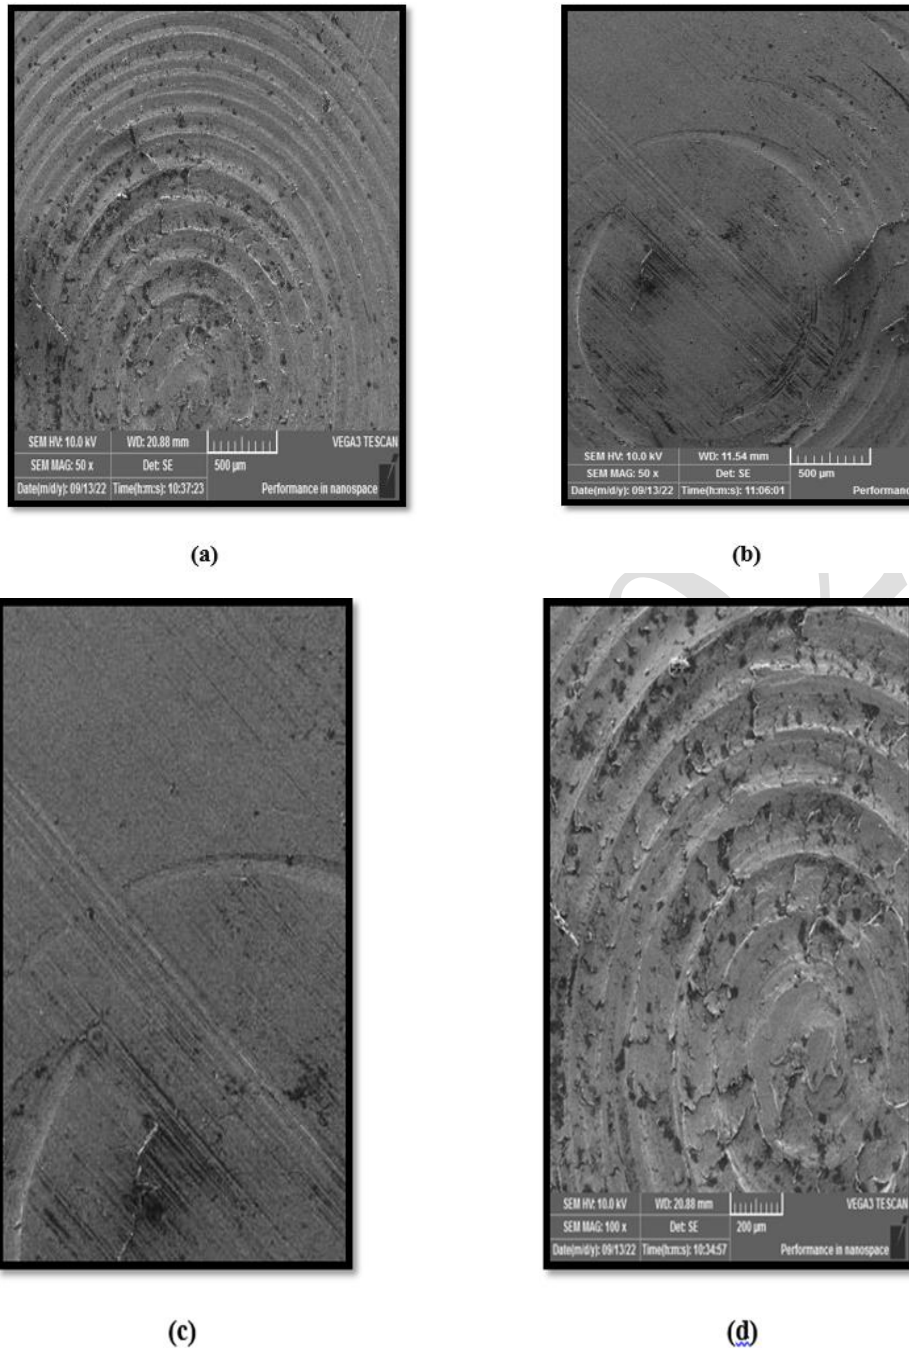 SEM HV: 10.0 kV WD: 20.88 mm VEGA3 TESCAN
SEM MAG: 50 x Det: SE 500 µm
Date(m/d/y): 09/13/22 Time(h:m:s): 10:37:23 Performance in nanospace
(a)
SEM HV: 10.0 kV WD: 11.54 mm
SEM MAG: 50 x Det: SE 500 µm
Date(m/d/y): 09/13/22 Time(h:m:s): 11:06:01 Performanc
(b)
(c)
SEM HV: 10.0 kV WD: 20.88 mm VEGA3 TESCAN
SEM MAG: 100 x Det: SE 200 µm
Date(m/d/y): 09/13/22 Time(h:m:s): 10:34:57 Performance in nanospace
(d)